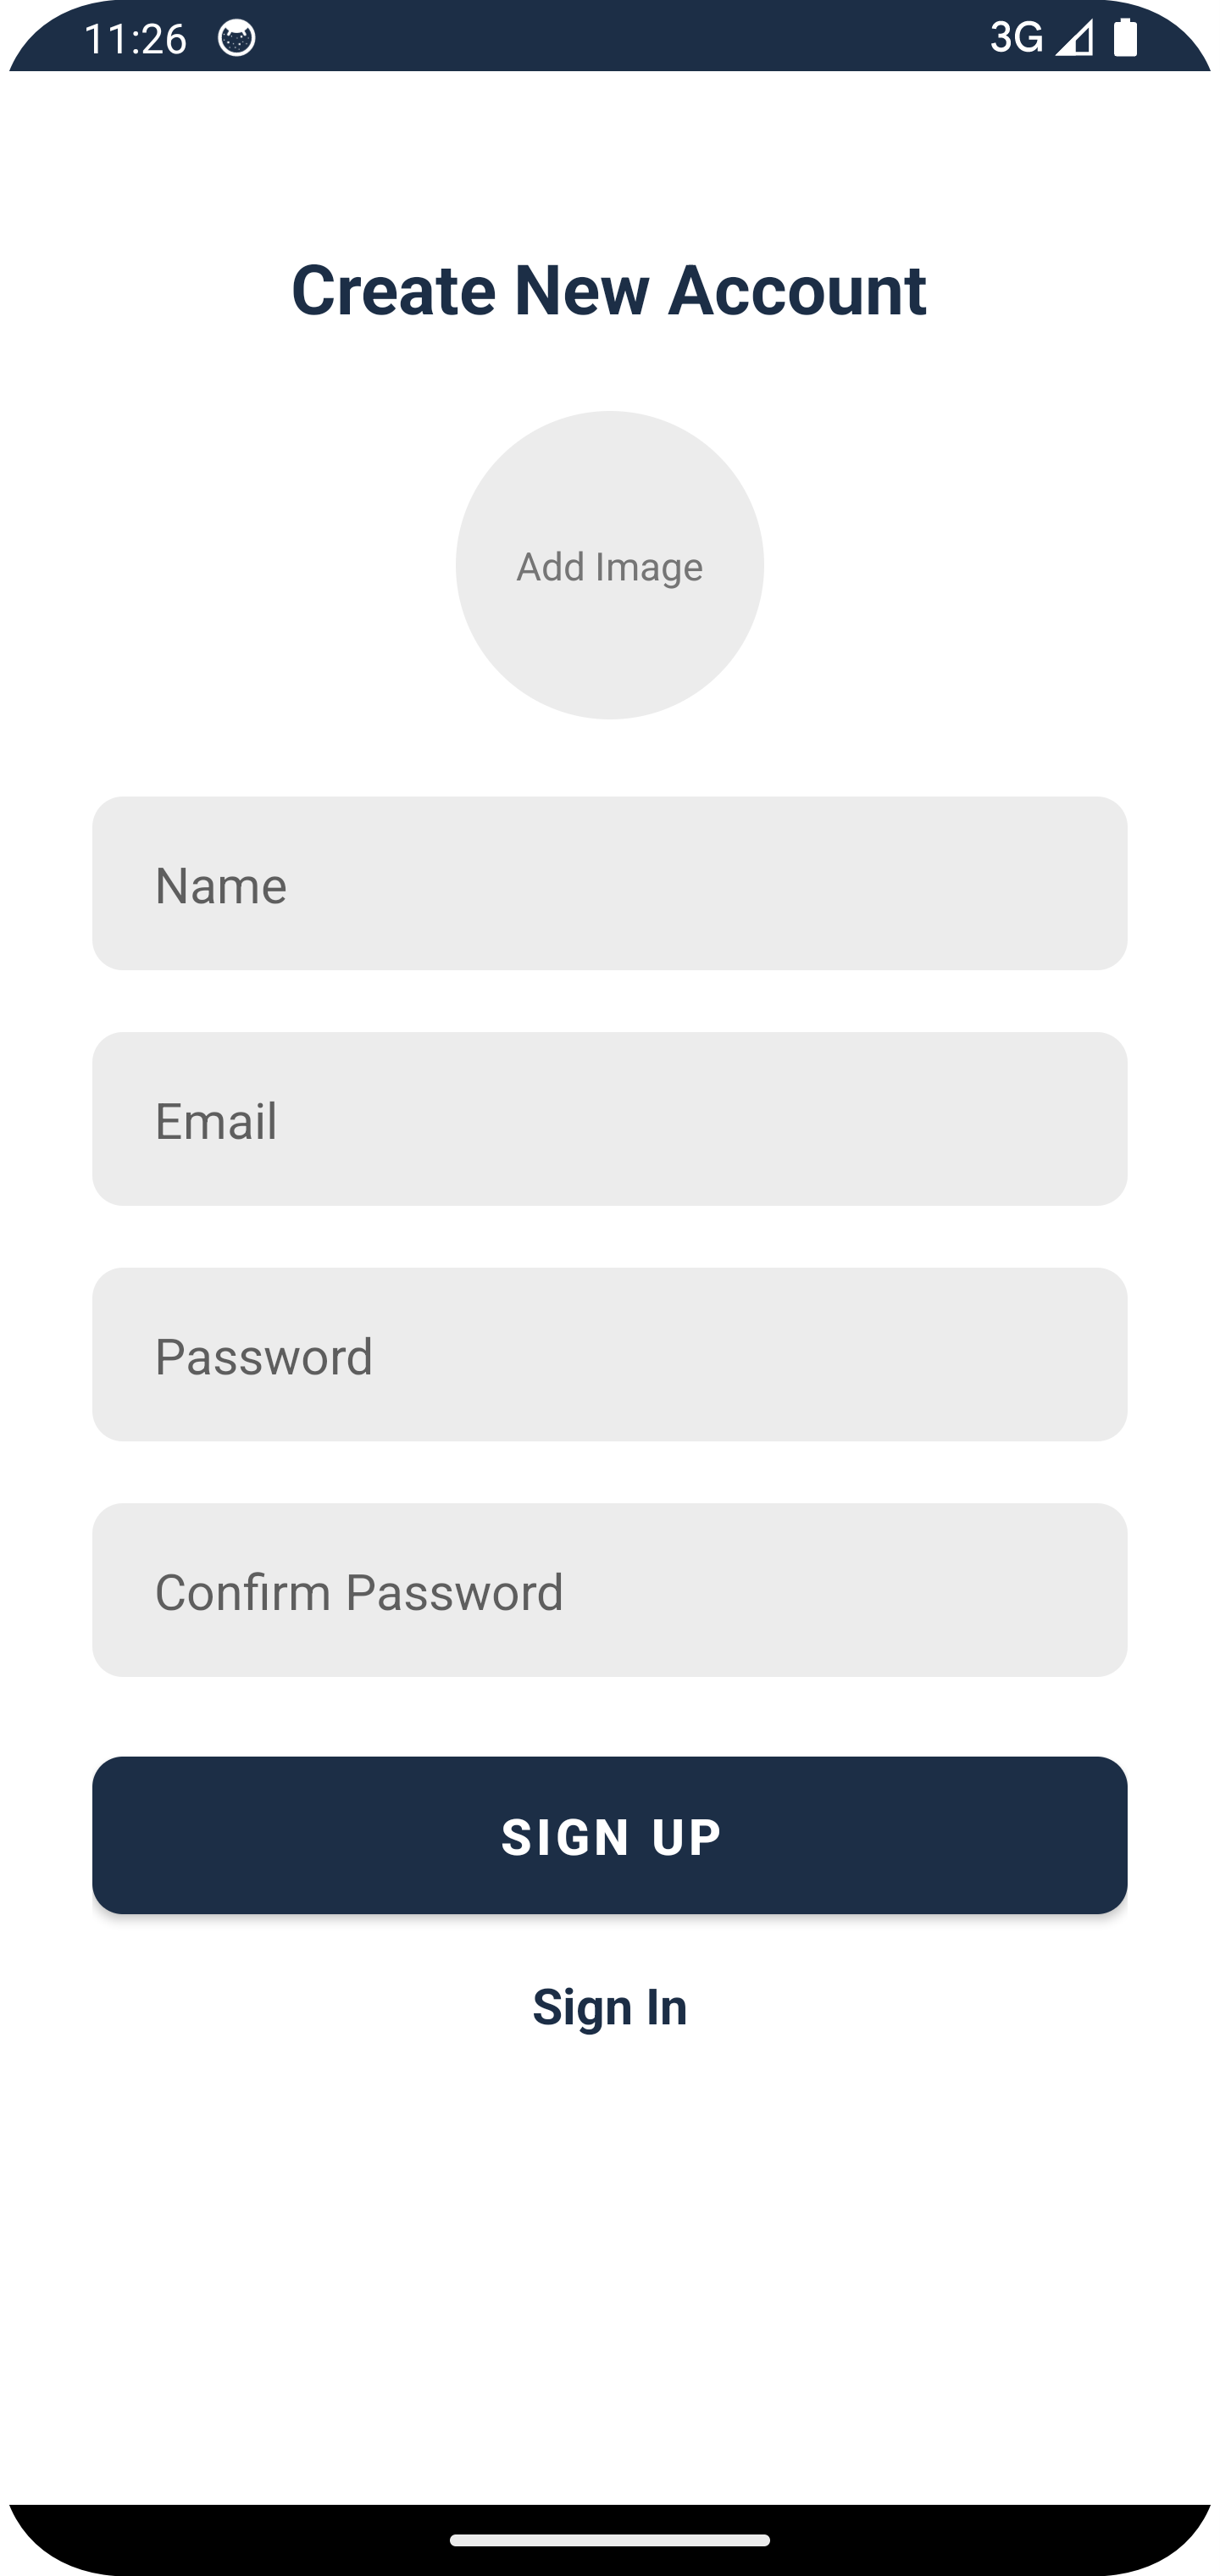 11:26 3G
Create New Account
Add Image
Name
Email
Password
Confirm Password
SIGN UP
Sign In